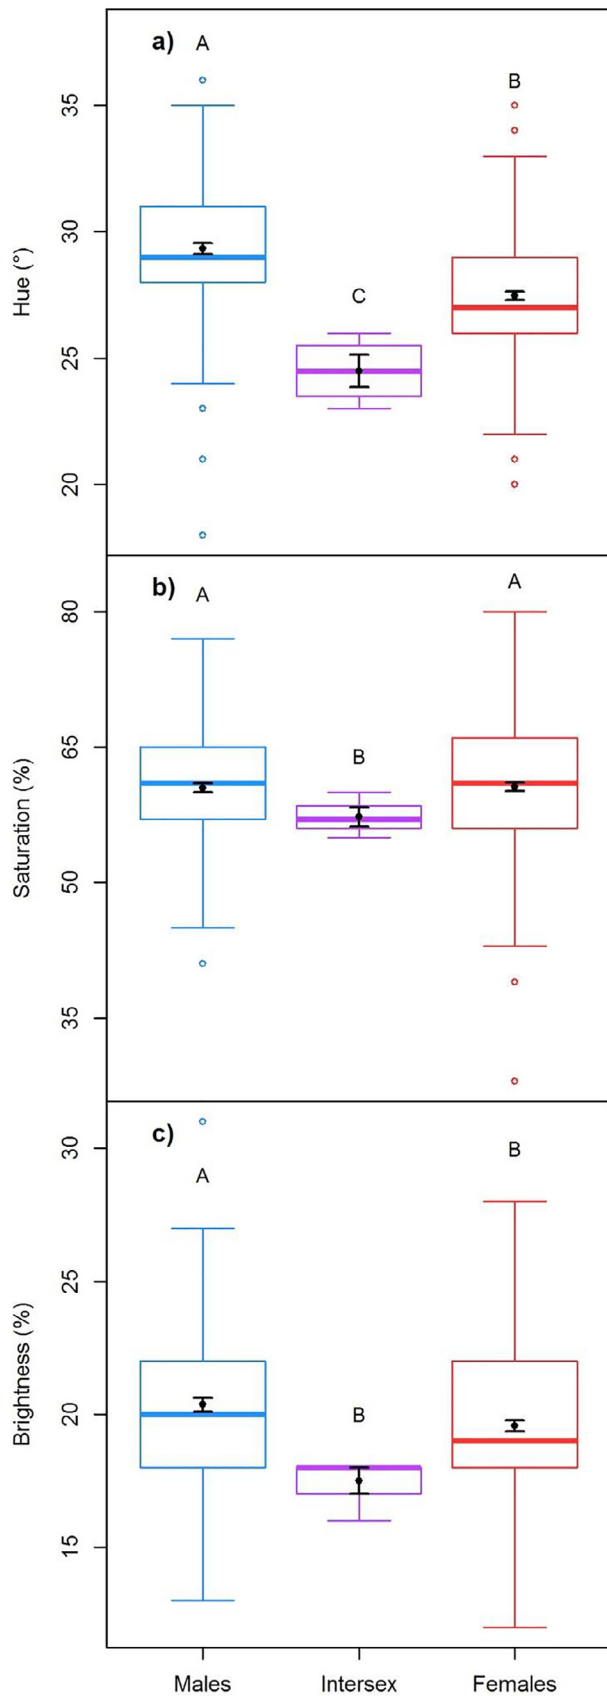 a)
A
B
C
35
30
25
20
Hue (°)
b)
A
A
B
80
65
50
35
Saturation (%)
c)
A
B
B
30
25
20
15
Brightness (%)
Males Intersex Females